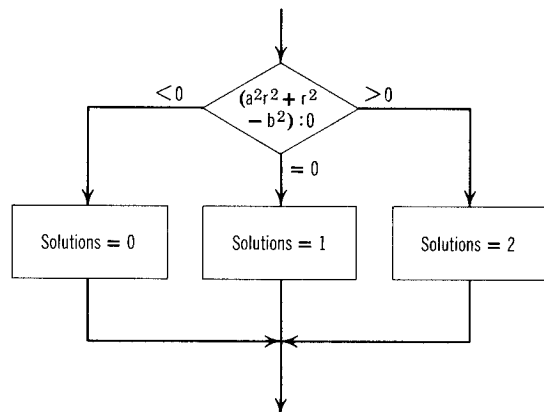 <0
(a²r² + r²
>0
– b²) : 0
= 0
Solutions = 0
Solutions = 1
Solutions = 2